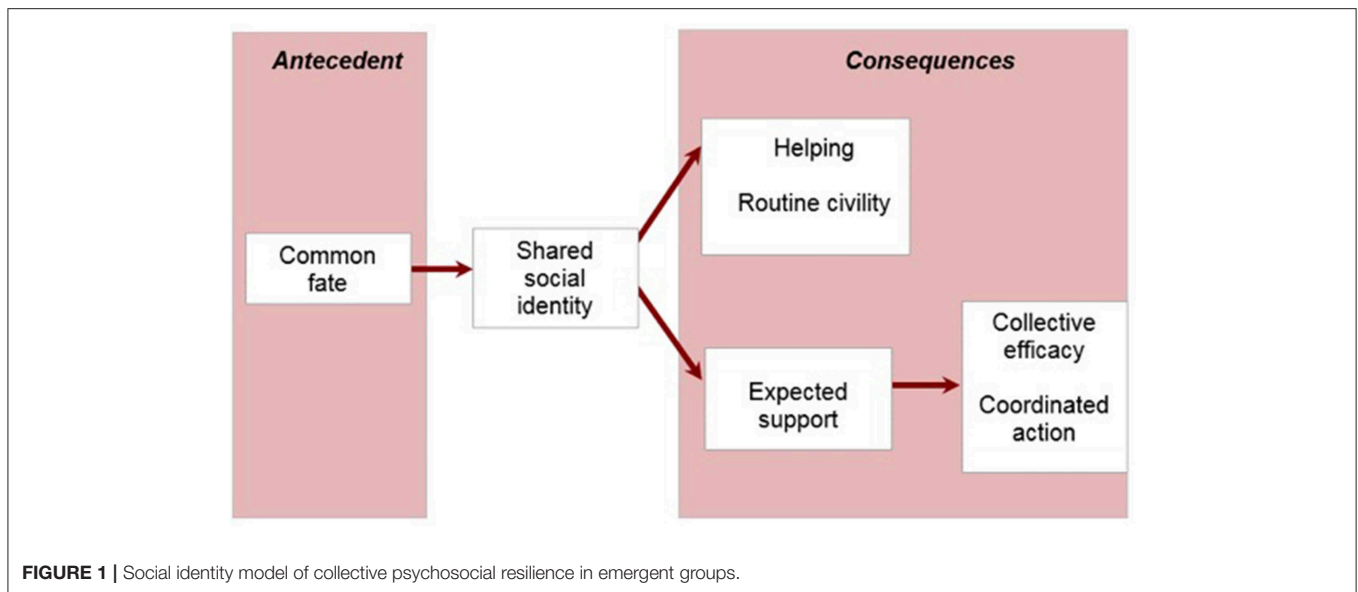 Antecedent
Consequences
Common
fate
Shared
social
identity
Helping
Routine civility
Expected
support
Collective
efficacy
Coordinated
action
FIGURE 1 | Social identity model of collective psychosocial resilience in emergent groups.